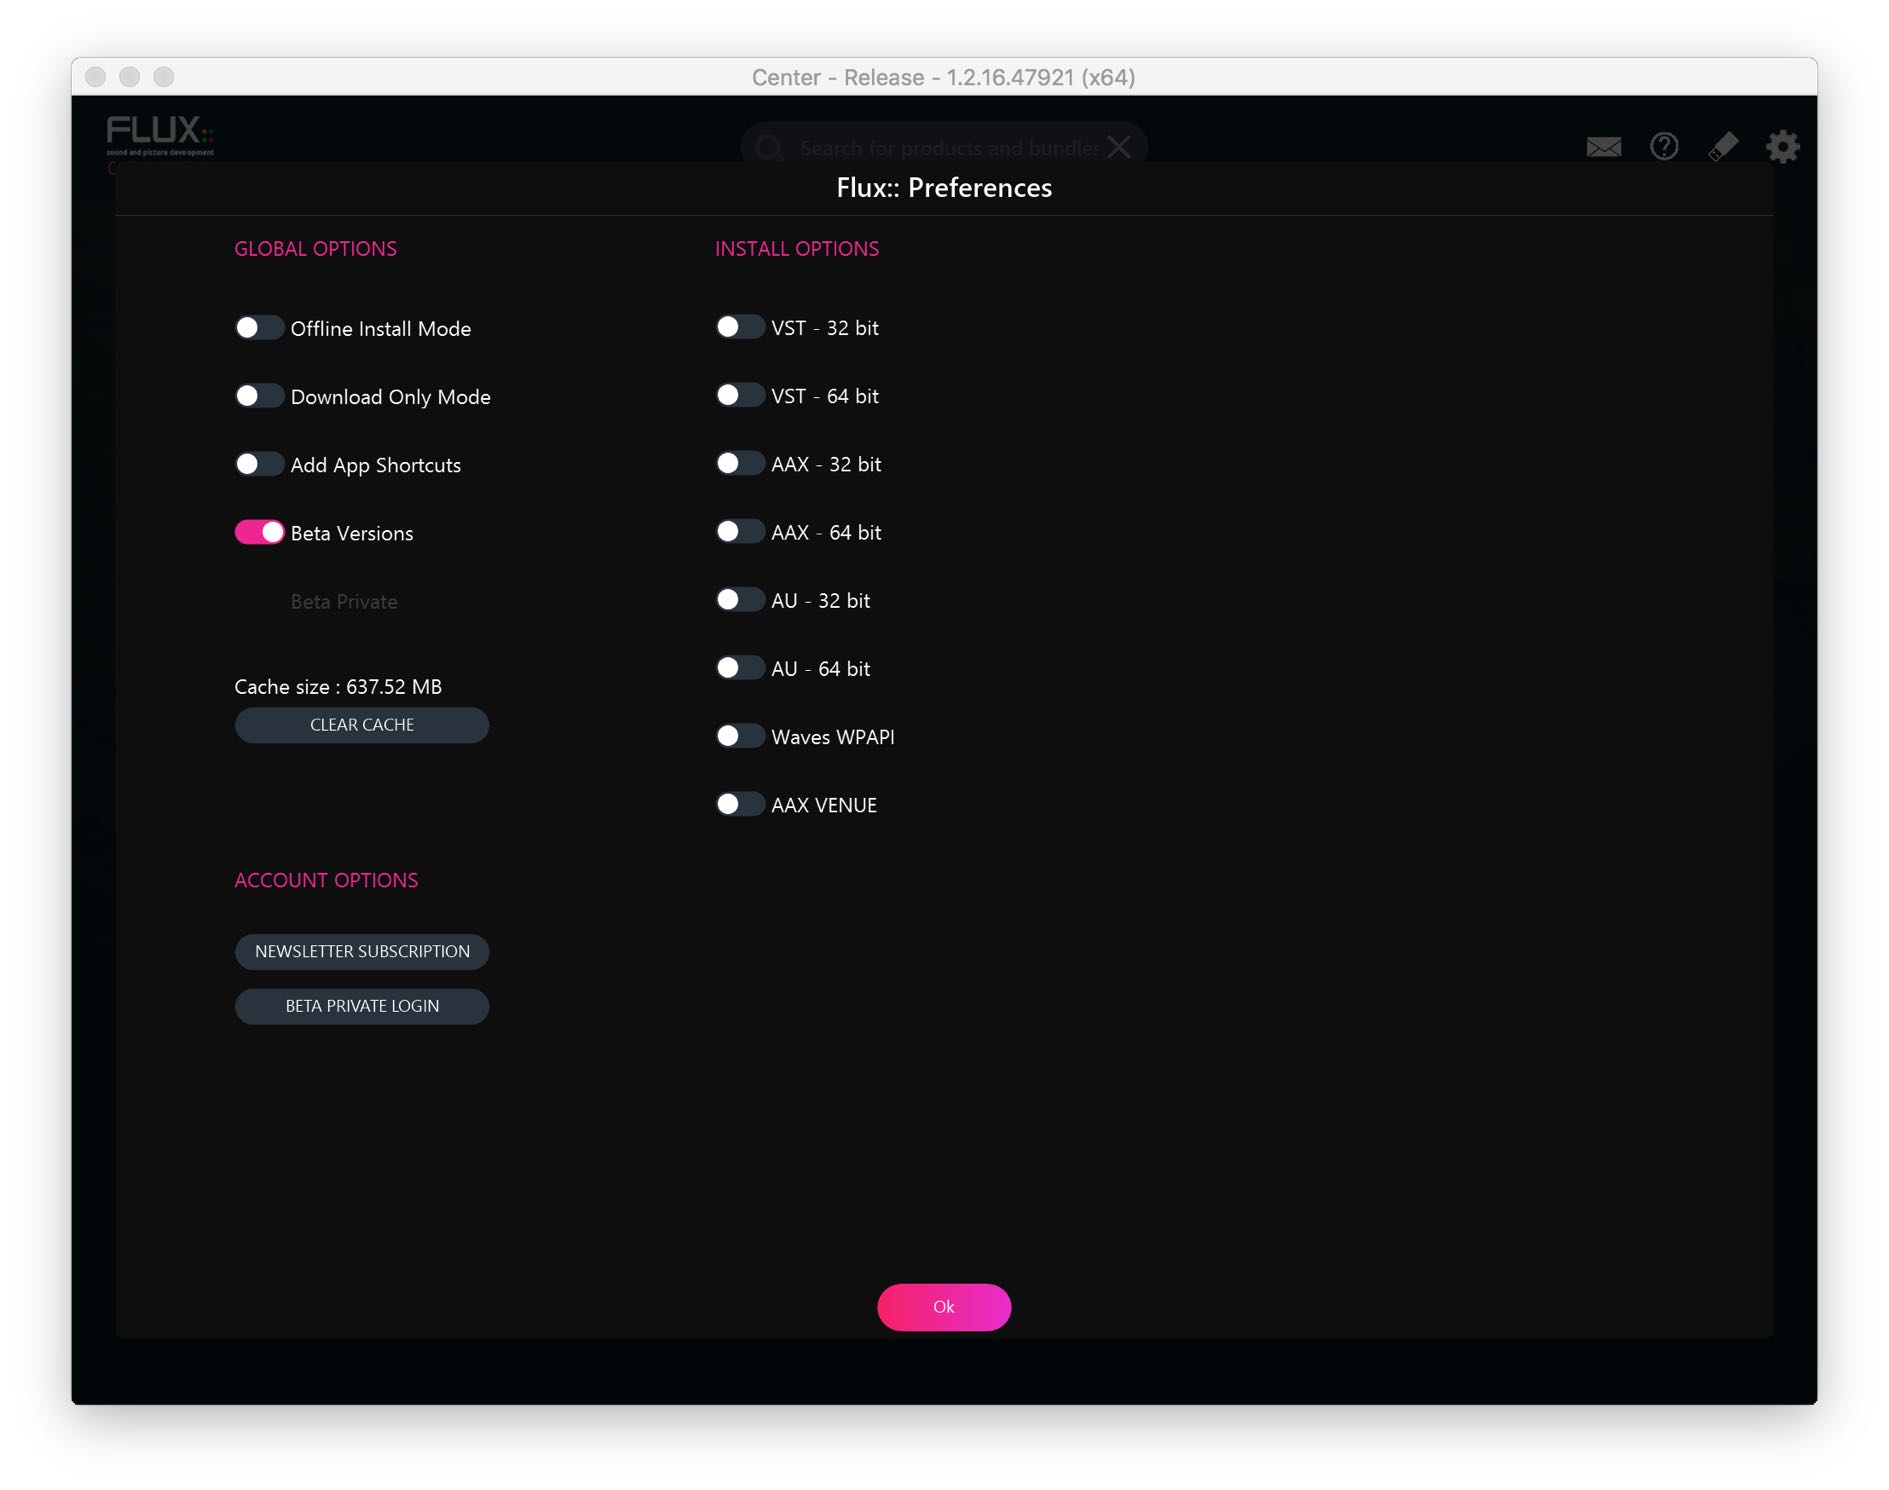 Center - Release - 1.2.16.47921 (x64)
FLUX::
sound and picture development
Search for products and bundles
Flux:: Preferences
GLOBAL OPTIONS
Offline Install Mode
Download Only Mode
Add App Shortcuts
Beta Versions
Beta Private
Cache size : 637.52 MB
CLEAR CACHE
ACCOUNT OPTIONS
NEWSLETTER SUBSCRIPTION
BETA PRIVATE LOGIN
INSTALL OPTIONS
VST - 32 bit
VST - 64 bit
AAX - 32 bit
AAX - 64 bit
AU - 32 bit
AU - 64 bit
Waves WPAPI
AAX VENUE
Ok